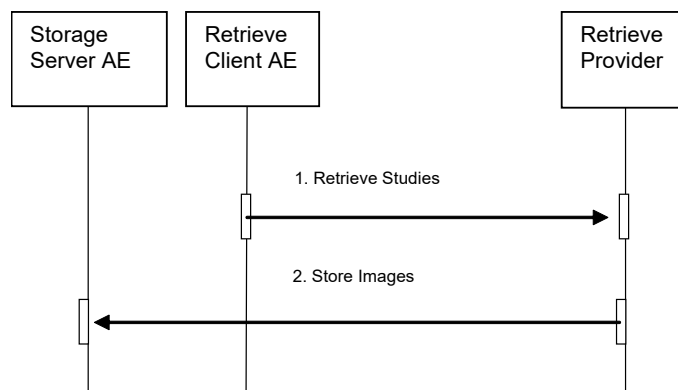 Storage
Server AE
Retrieve
Client AE
Retrieve
Provider
1. Retrieve Studies
2. Store Images